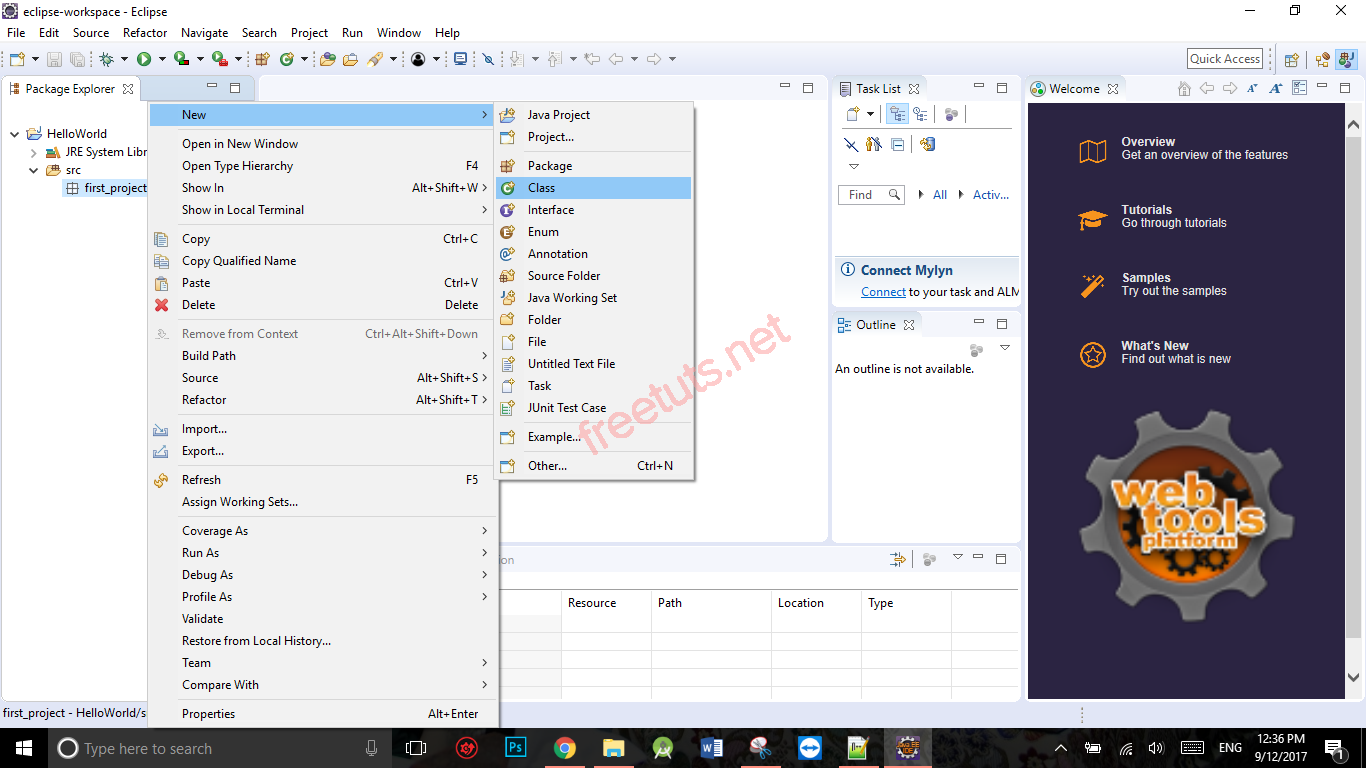 eclipse-workspace - Eclipse
File Edit Source Refactor Navigate Search Project Run Window Help
Quick Access
Package Explorer
HelloWorld
JRE System Libr
src
first_project
New
Open in New Window
Open Type Hierarchy F4
Show In Alt+Shift+W
Show in Local Terminal
Copy Ctrl+C
Copy Qualified Name
Paste Ctrl+V
Delete Delete
Remove from Context Ctrl+Alt+Shift+Down
Build Path
Source Alt+Shift+S
Refactor Alt+Shift+T
Import...
Export...
Refresh F5
Assign Working Sets...
Coverage As
Run As
Debug As
Profile As
Validate
Restore from Local History...
Team
Compare With
Properties Alt+Enter
Java Project
Project...
Package
Class
Interface
Enum
Annotation
Source Folder
Java Working Set
Folder
File
Untitled Text File
Task
JUnit Test Case
Example...
Other... Ctrl+N
freetuts.net
Task List
Find All Activ...
Connect Mylyn
Connect to your task and ALM
Outline
An outline is not available.
Welcome
Overview
Get an overview of the features
Tutorials
Go through tutorials
Samples
Try out the samples
What's New
Find out what is new
web
tools
platform
on
Resource Path Location Type
first_project - HelloWorld/s
Type here to search
Ps
W
ENG
12:36 PM
9/12/2017
1